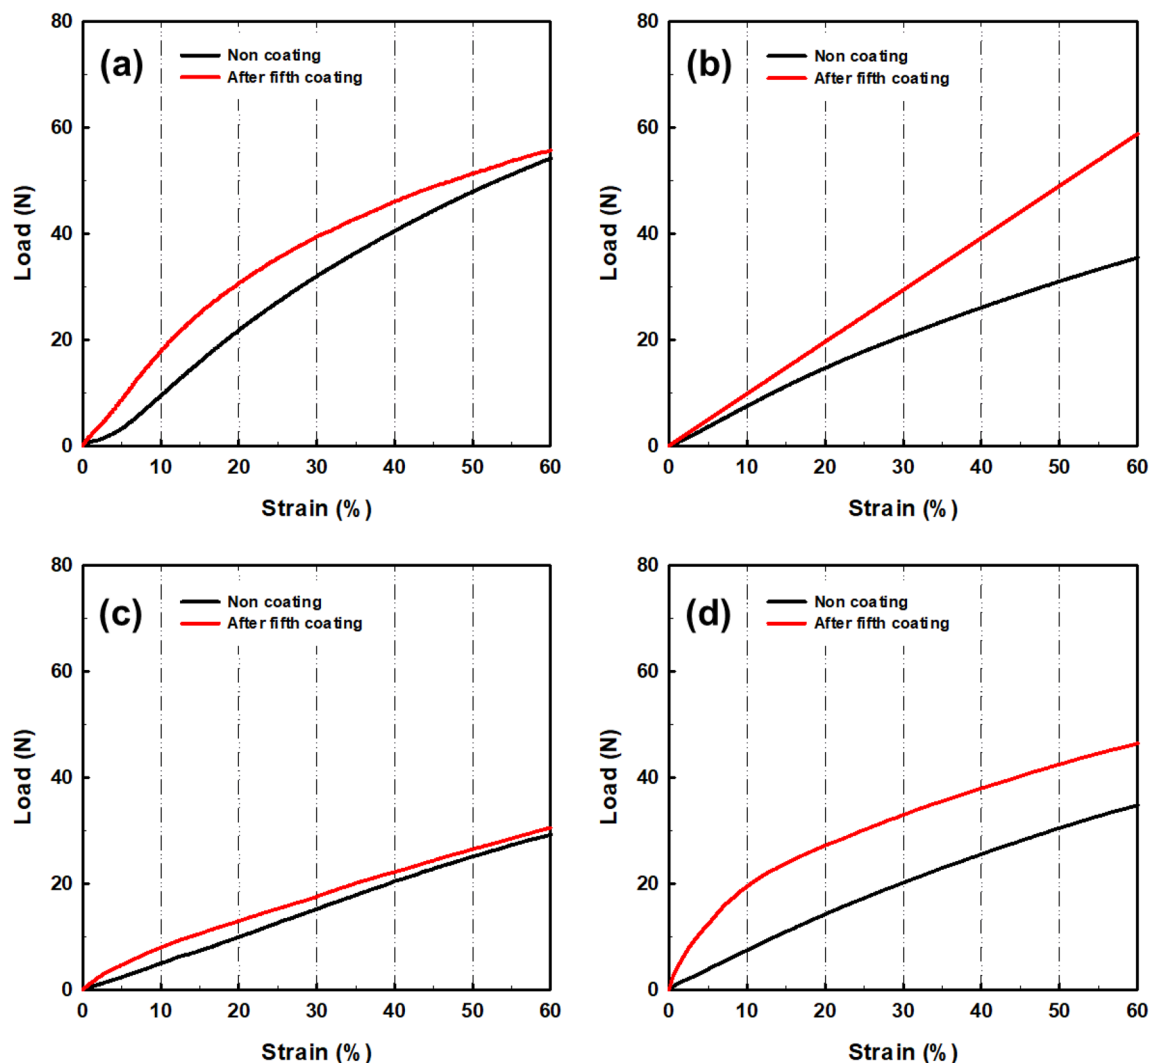 80
60
40
20
0
(a)
Non coating
After fifth coating
Load (N)
0 10 20 30 40 50 60
Strain (%)
80
60
40
20
0
(b)
Non coating
After fifth coating
Load (N)
0 10 20 30 40 50 60
Strain (%)
80
60
40
20
0
(c)
Non coating
After fifth coating
Load (N)
0 10 20 30 40 50 60
Strain (%)
80
60
40
20
0
(d)
Non coating
After fifth coating
Load (N)
0 10 20 30 40 50 60
Strain (%)